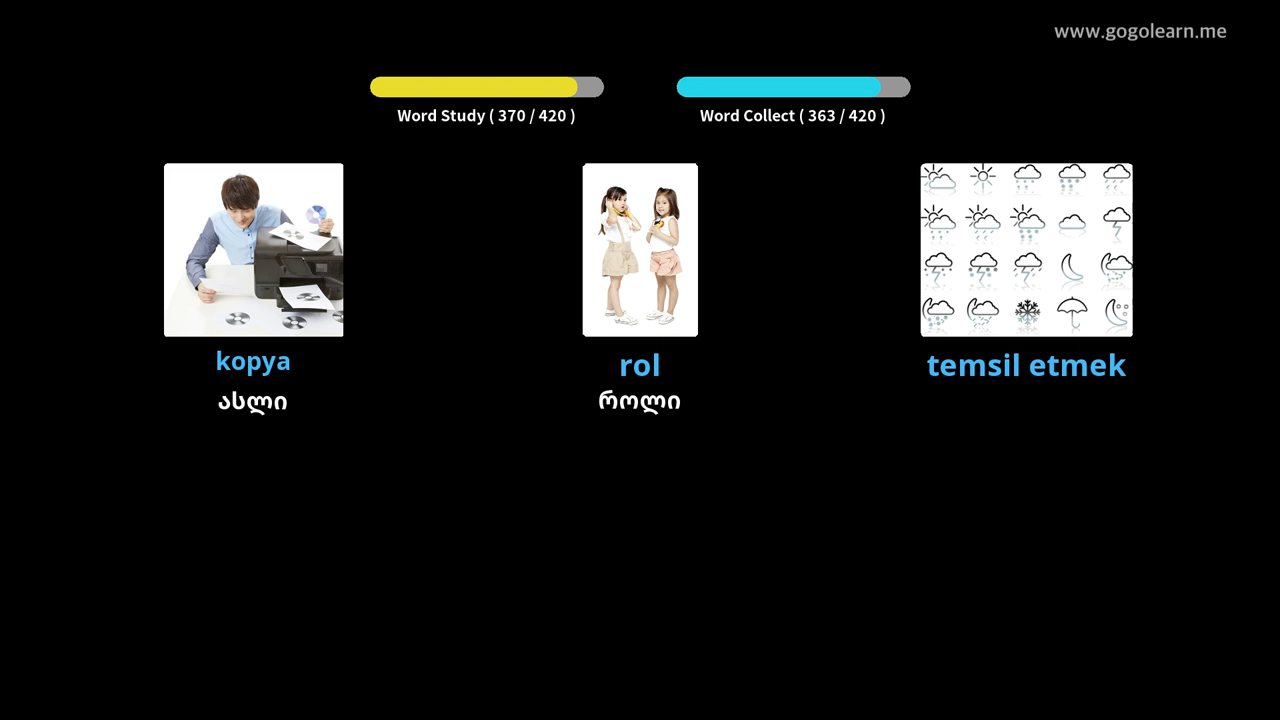 www.gogolearn.me
Word Study ( 370 / 420 )
Word Collect ( 363 / 420 )
kopya
ასლი
rol
როლი
temsil etmek